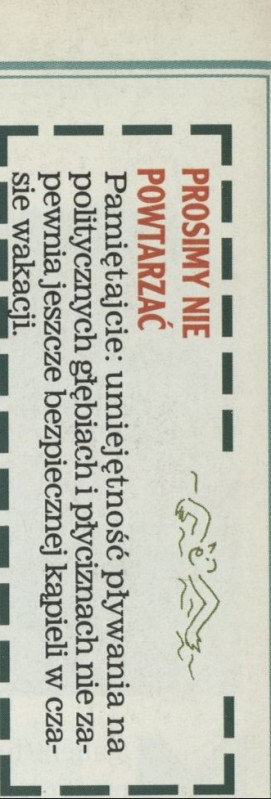 PROSIMY NIE
POWTARZAĆ
Pamiętajcie: umiejętność pływania na
politycznych głębiach i płyciznach nie za-
pewnia jeszcze bezpiecznej kąpieli w cza-
sie wakacji.